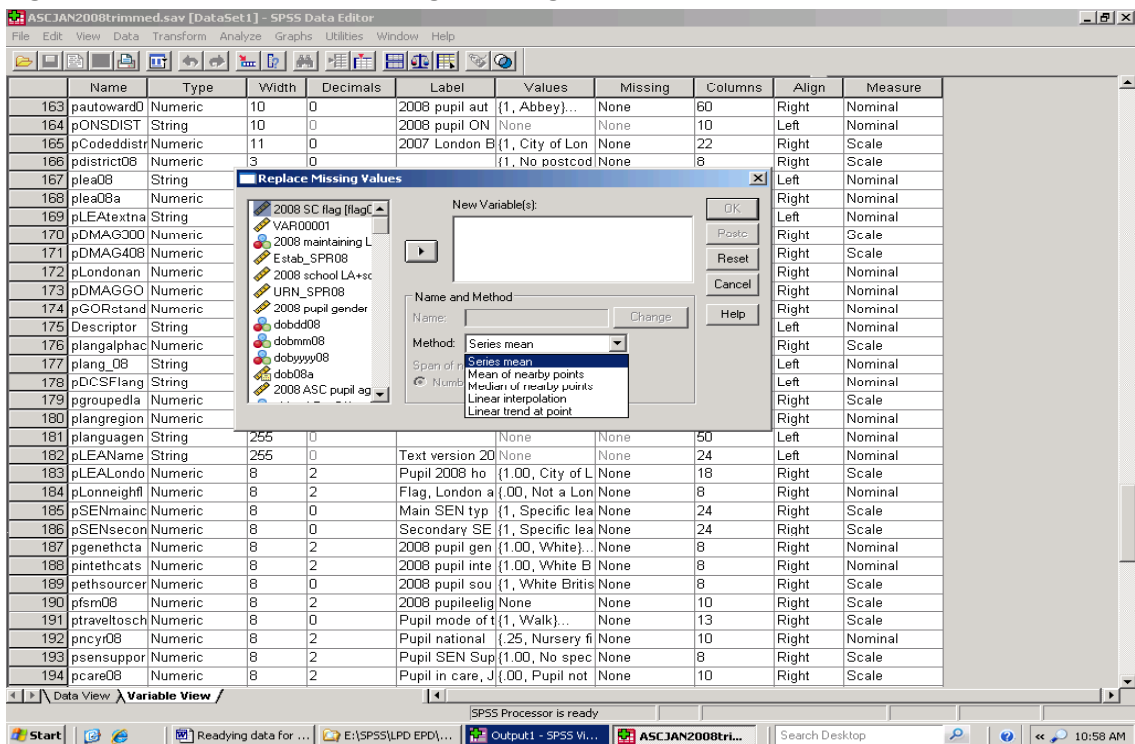 ASCJAN2008trimmed.sav [DataSet1] - SPSS Data Editor
File Edit View Data Transform Analyze Graphs Utilities Window Help
Name Type Width Decimals Label Values Missing Columns Align Measure
163 pautoward0 Numeric 10 0 2008 pupil aut {1, Abbey}... None 60 Right Nominal
164 pONSDIST String 10 0 2008 pupil ON None None 10 Left Nominal
165 pCodeddistr Numeric 11 0 2007 London B {1, City of Lon None 22 Right Scale
166 pdistrict08 Numeric 3 0 {1, No postcod None 8 Right Scale
167 plea08 String Left Nominal
168 plea08a Numeric Right Nominal
169 pLEAtextna String Left Nominal
170 pDMAG300 Numeric Right Scale
171 pDMAG408 Numeric Right Scale
172 pLondonan Numeric Right Nominal
173 pDMAGGO Numeric Right Nominal
174 pGORstand Numeric Right Nominal
175 Descriptor String Left Nominal
176 plangalphac Numeric Right Nominal
177 plang_08 String Left Nominal
178 pDCSFlang String Left Nominal
179 pgroupedla Numeric Right Nominal
180 plangregion Numeric Right Nominal
181 planguagen String 255 0 None None 50 Left Nominal
182 pLEAName String 255 0 Text version 20 None None 24 Left Nominal
183 pLEALondo Numeric 8 2 Pupil 2008 ho {1.00, City of L None 18 Right Scale
184 pLonneighfl Numeric 8 2 Flag, London a {.00, Not a Lon None 8 Right Nominal
185 pSENmainc Numeric 8 0 Main SEN typ {1, Specific lea None 24 Right Scale
186 pSENsecon Numeric 8 0 Secondary SE {1, Specific lea None 24 Right Scale
187 pgenethcta Numeric 8 2 2008 pupil gen {1.00, White}... None 8 Right Nominal
188 pintethcats Numeric 8 2 2008 pupil inte {1.00, White B None 8 Right Nominal
189 pethsourcer Numeric 8 0 2008 pupil sou {1, White Britis None 8 Right Scale
190 pfsm08 Numeric 8 2 2008 pupileelig None None 10 Right Scale
191 ptraveltosch Numeric 8 0 Pupil mode of t {1, Walk}... None 13 Right Scale
192 pncyr08 Numeric 8 2 Pupil national {.25, Nursery fi None 10 Right Nominal
193 psensuppor Numeric 8 2 Pupil SEN Sup {1.00, No spec None 8 Right Scale
194 pcare08 Numeric 8 2 Pupil in care, J {.00, Pupil not None 10 Right Scale
Replace Missing Values
2008 SC flag [flagC
VAR00001
2008 maintaining L
Estab_SPR08
2008 school LA+sc
URN_SPR08
2008 pupil gender
dobdd08
dobmm08
dobyyyy08
dob08a
2008 ASC pupil ag
New Variable(s):
OK
Paste
Reset
Cancel
Help
Name and Method
Name:
Change
Method: Series mean
Span of n
Numb
Series mean
Mean of nearby points
Median of nearby points
Linear interpolation
Linear trend at point
Data View Variable View
SPSS Processor is ready
Start Readying data for ... E:\SPSS\LPD EPD\... Output1 - SPSS Vi... ASCJAN2008tri... Search Desktop 10:58 AM